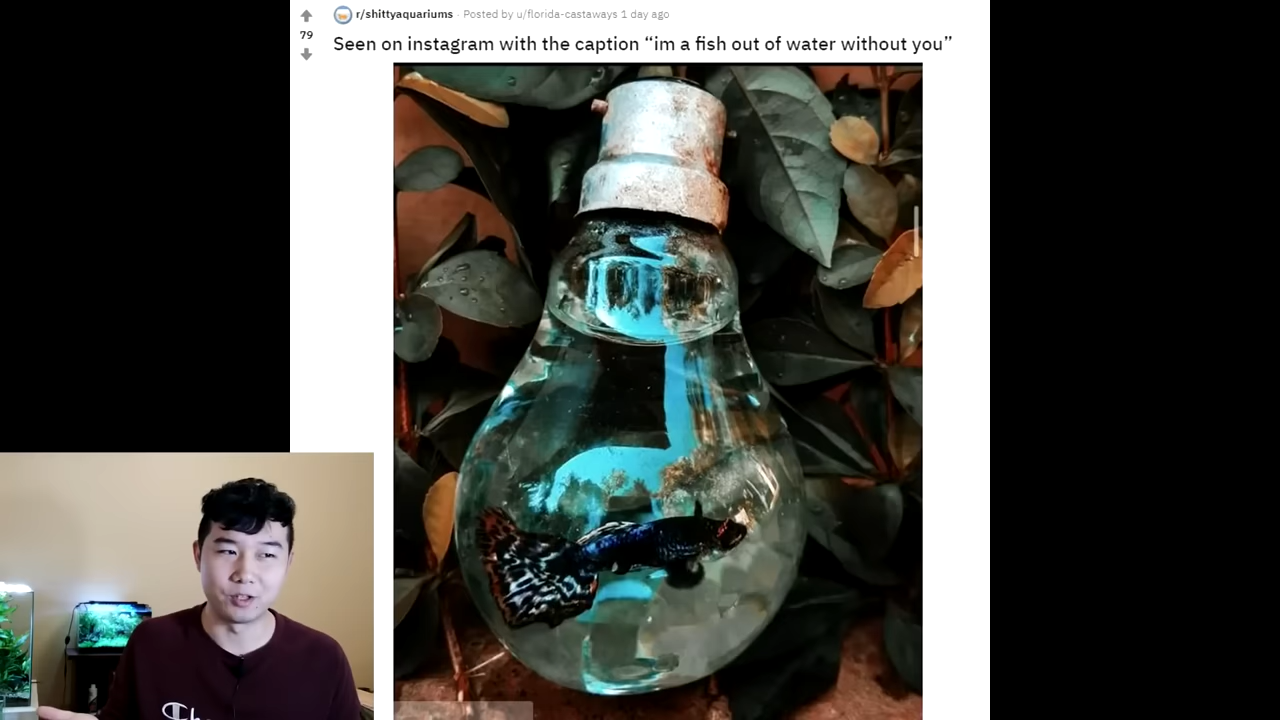 r/shittyaquariums · Posted by u/florida-castaways 1 day ago
79
Seen on instagram with the caption “im a fish out of water without you”